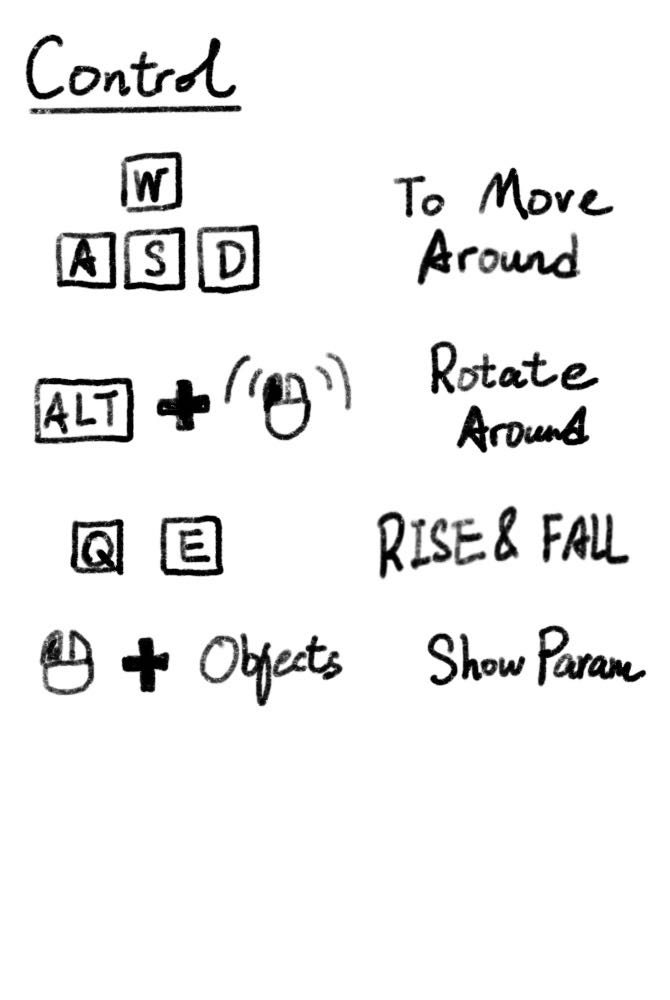 Control
W
A S D
To Move
Around
ALT +
Rotate
Around
Q E
RISE & FALL
+ Objects
Show Param